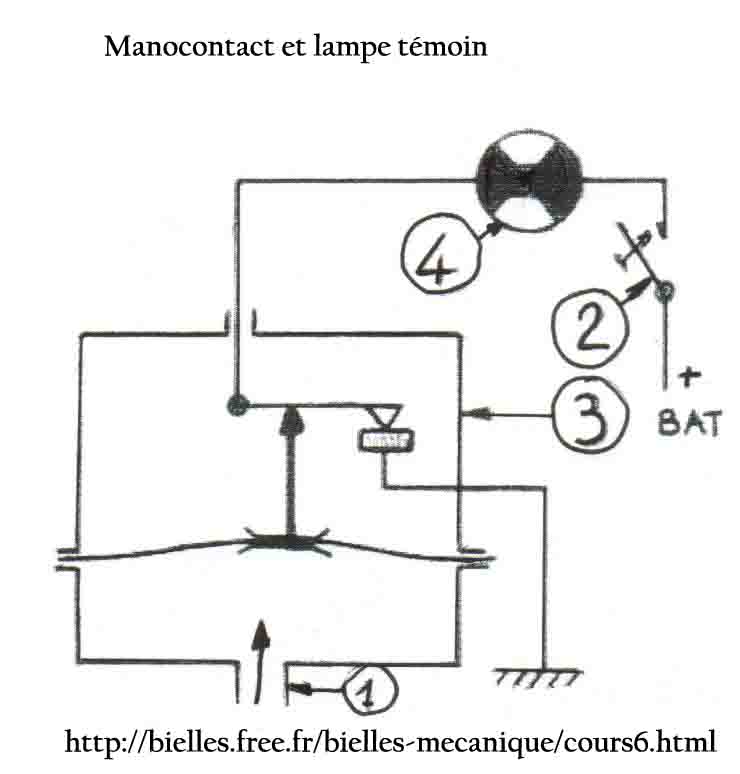 Manocontact et lampe témoin
4
2
+
3
BAT
1
http://bielles.free.fr/bielles-mecanique/cours6.html